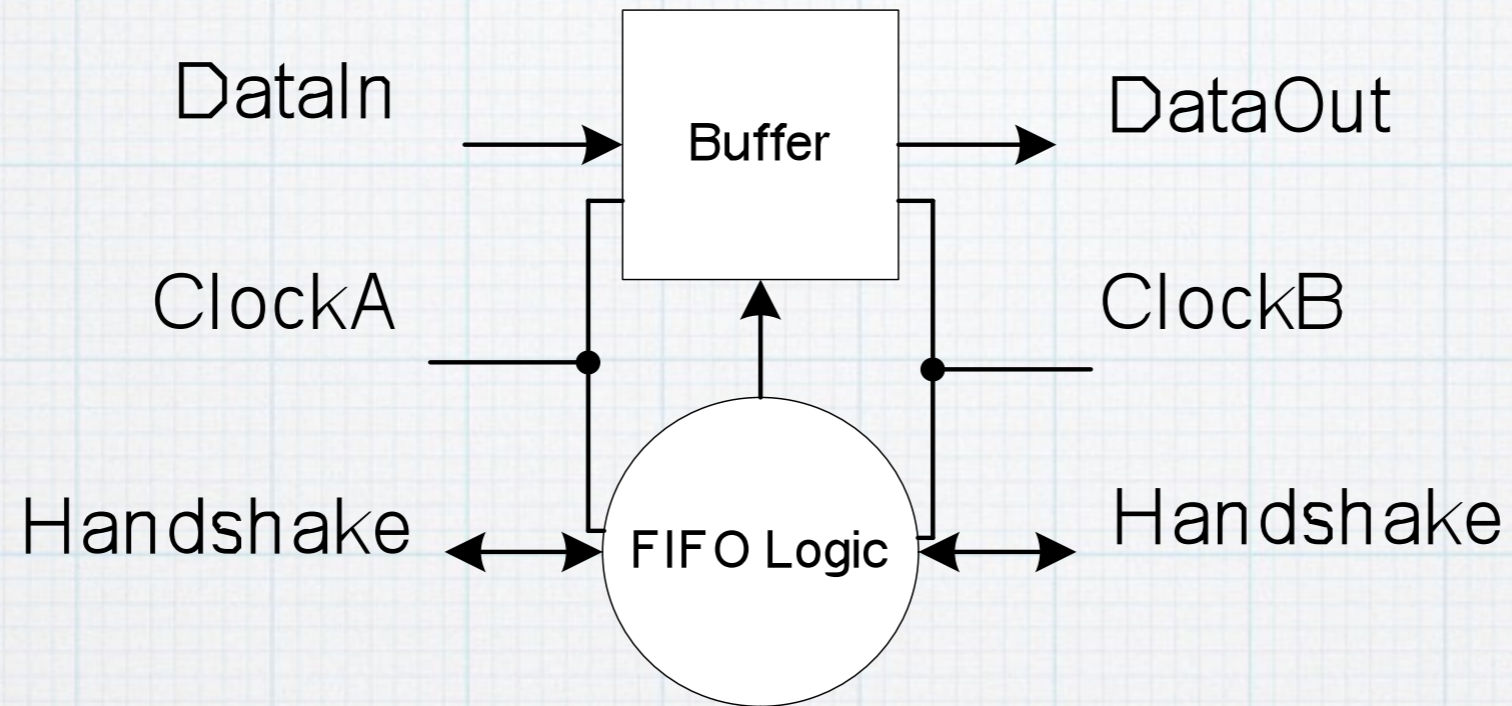 DataIn
Buffer
DataOut
ClockA
ClockB
Handshake
FIFO Logic
Handshake